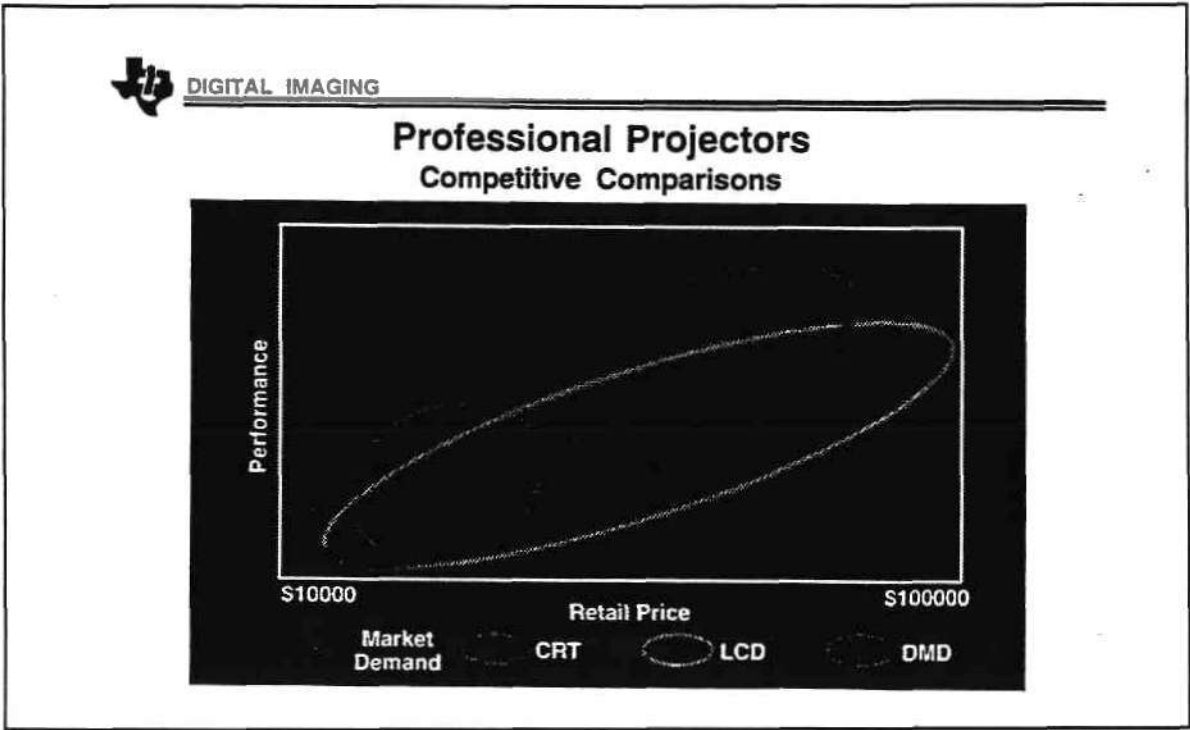 DIGITAL IMAGING
Professional Projectors
Competitive Comparisons
Performance
$10000
$100000
Retail Price
Market
Demand
CRT
LCD
DMD